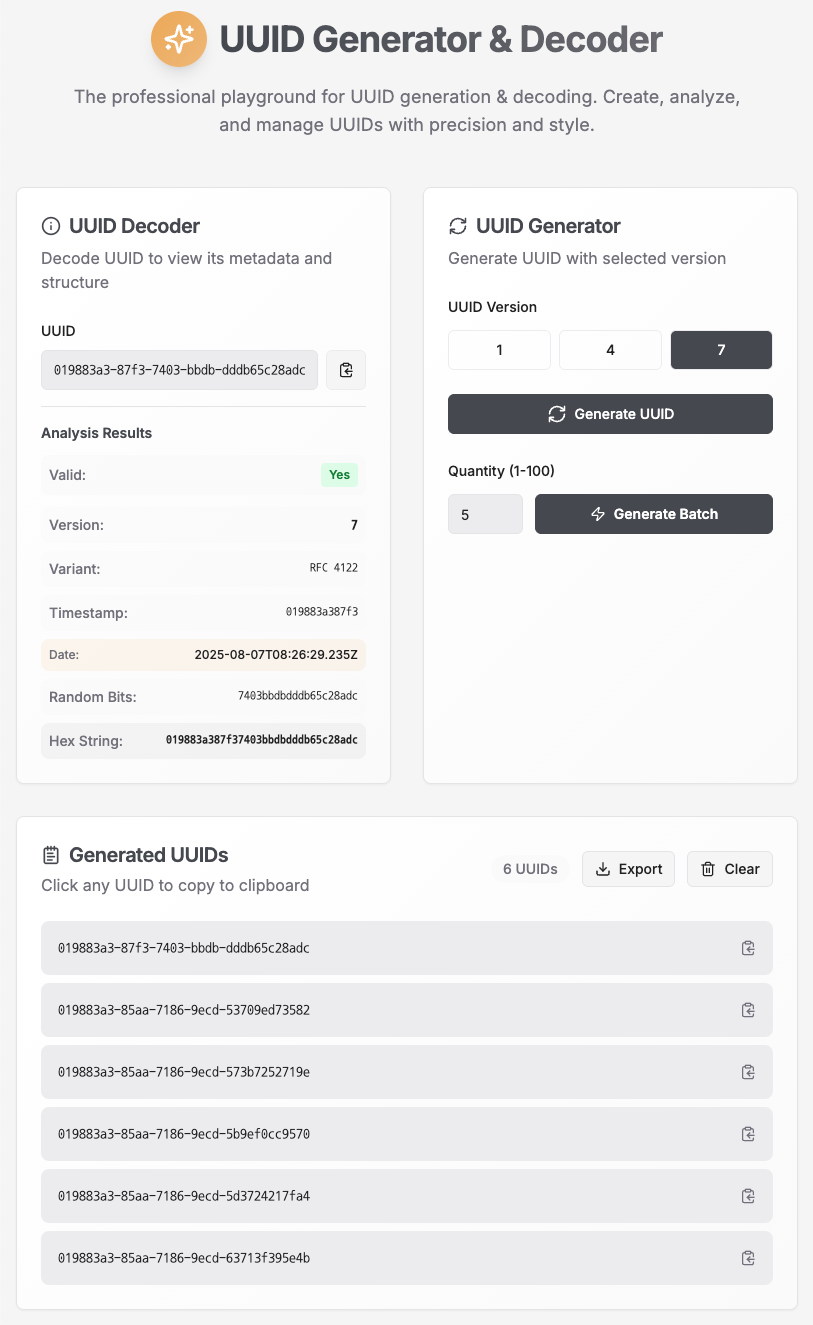 UUID Generator & Decoder
The professional playground for UUID generation & decoding. Create, analyze,
and manage UUIDs with precision and style.
UUID Decoder
Decode UUID to view its metadata and
structure
UUID
019883a3-87f3-7403-bbdb-dddb65c28adc
Analysis Results
Valid: Yes
Version: 7
Variant: RFC 4122
Timestamp: 019883a387f3
Date: 2025-08-07T08:26:29.235Z
Random Bits: 7403bbdbdddb65c28adc
Hex String: 019883a387f37403bbdbdddb65c28adc
UUID Generator
Generate UUID with selected version
UUID Version
1 4 7
Generate UUID
Quantity (1-100)
5 Generate Batch
Generated UUIDs
Click any UUID to copy to clipboard
6 UUIDs Export Clear
019883a3-87f3-7403-bbdb-dddb65c28adc
019883a3-85aa-7186-9ecd-53709ed73582
019883a3-85aa-7186-9ecd-573b7252719e
019883a3-85aa-7186-9ecd-5b9ef0cc9570
019883a3-85aa-7186-9ecd-5d3724217fa4
019883a3-85aa-7186-9ecd-63713f395e4b